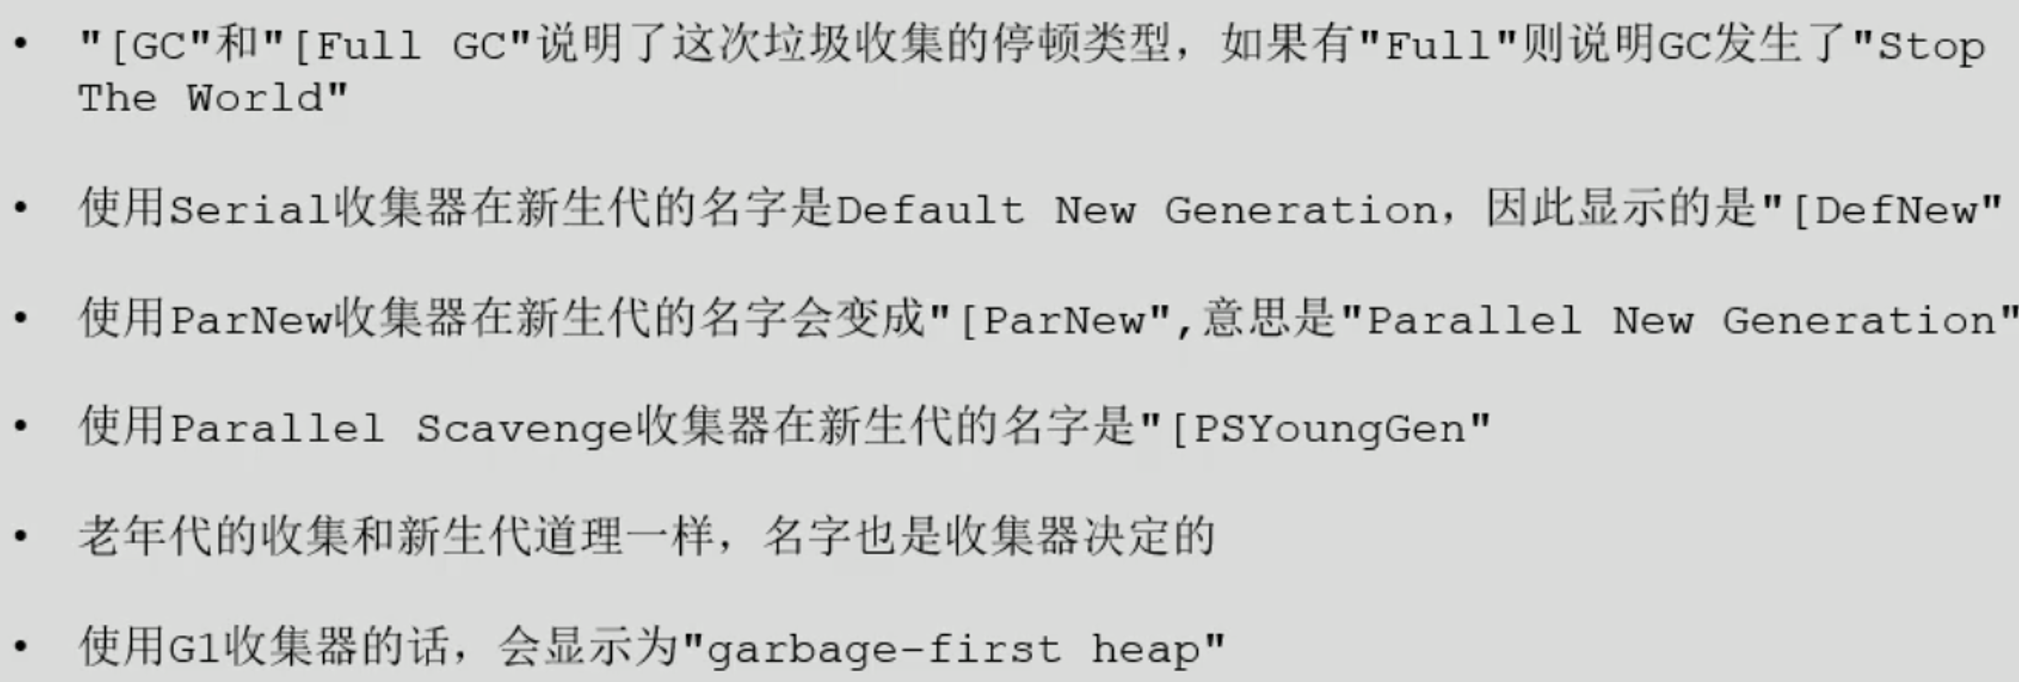 • "[GC"和"[Full GC"说明了这次垃圾收集的停顿类型，如果有"Full"则说明GC发生了"Stop
The World"
• 使用Serial收集器在新生代的名字是Default New Generation，因此显示的是"[DefNew"
• 使用ParNew收集器在新生代的名字会变成"[ParNew",意思是"Parallel New Generation"
• 使用Parallel Scavenge收集器在新生代的名字是"[PSYoungGen"
• 老年代的收集和新生代道理一样，名字也是收集器决定的
• 使用G1收集器的话，会显示为"garbage-first heap"